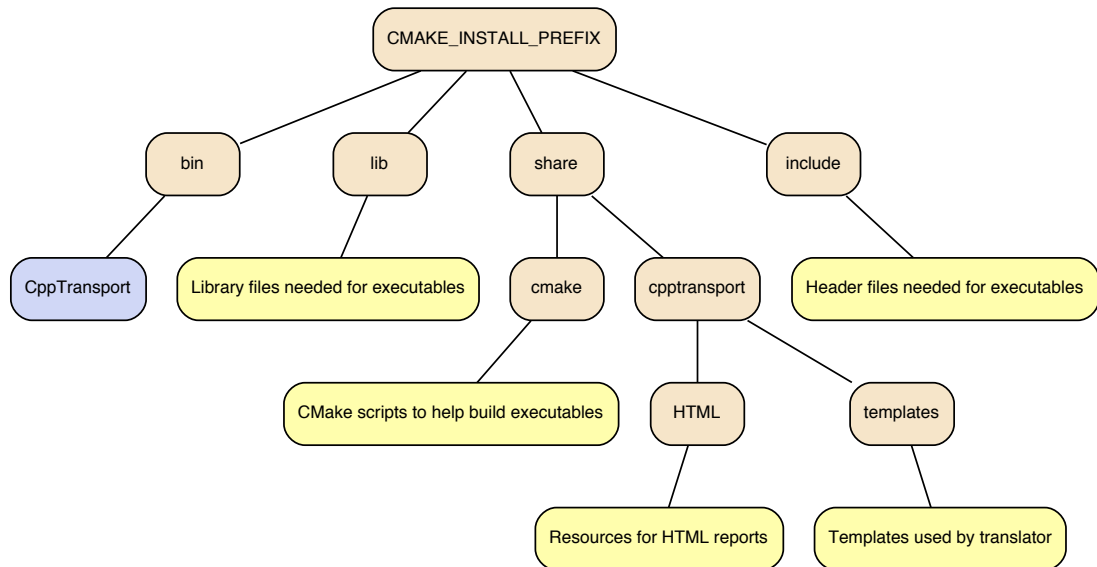 CMAKE_INSTALL_PREFIX
bin
lib
share
include
CppTransport
Library files needed for executables
cmake
cpptransport
Header files needed for executables
CMake scripts to help build executables
HTML
templates
Resources for HTML reports
Templates used by translator